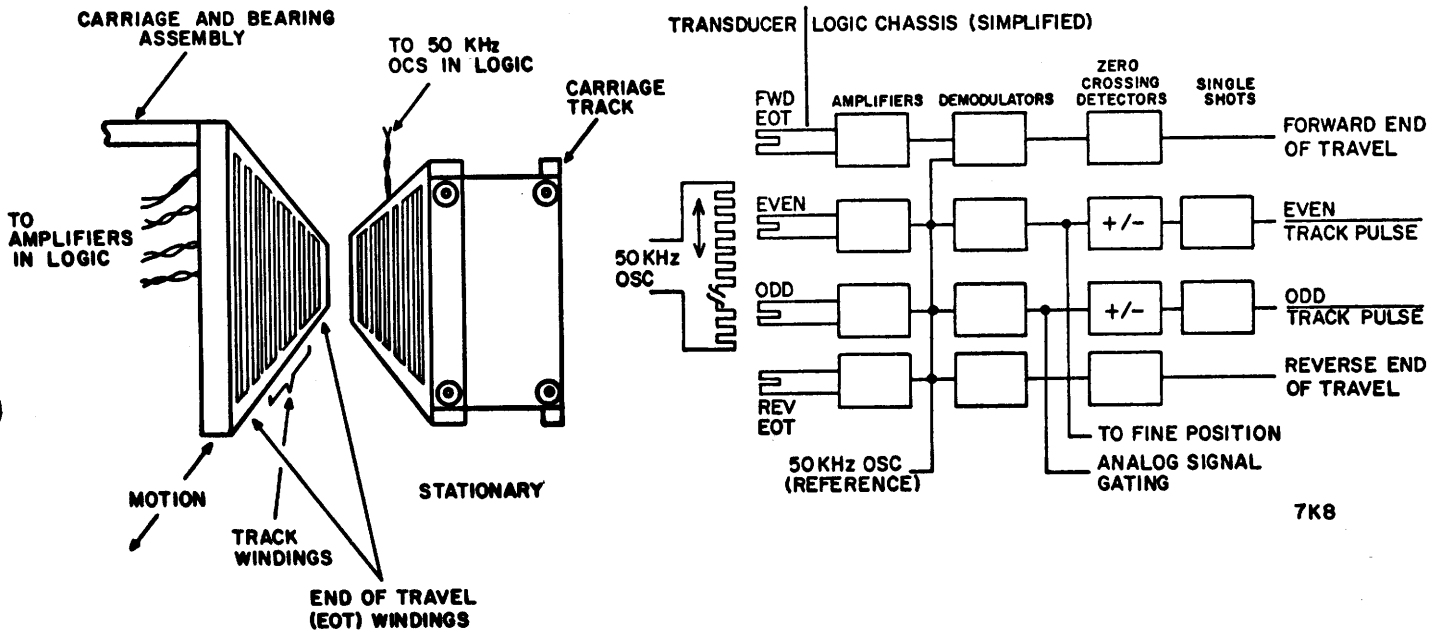 CARRIAGE AND BEARING
ASSEMBLY
TO 50 KHz
OCS IN LOGIC
CARRIAGE
TRACK
TO
AMPLIFIERS
IN LOGIC
MOTION
TRACK
WINDINGS
END OF TRAVEL
(EOT) WINDINGS
STATIONARY
TRANSDUCER
LOGIC CHASSIS (SIMPLIFIED)
FWD
EOT
AMPLIFIERS
DEMODULATORS
ZERO
CROSSING
DETECTORS
SINGLE
SHOTS
FORWARD END
OF TRAVEL
50 KHz
OSC
EVEN
+/-
EVEN
TRACK PULSE
ODD
+/-
ODD
TRACK PULSE
REV
EOT
REVERSE END
OF TRAVEL
50 KHz OSC
(REFERENCE)
TO FINE POSITION
ANALOG SIGNAL
GATING
7K8